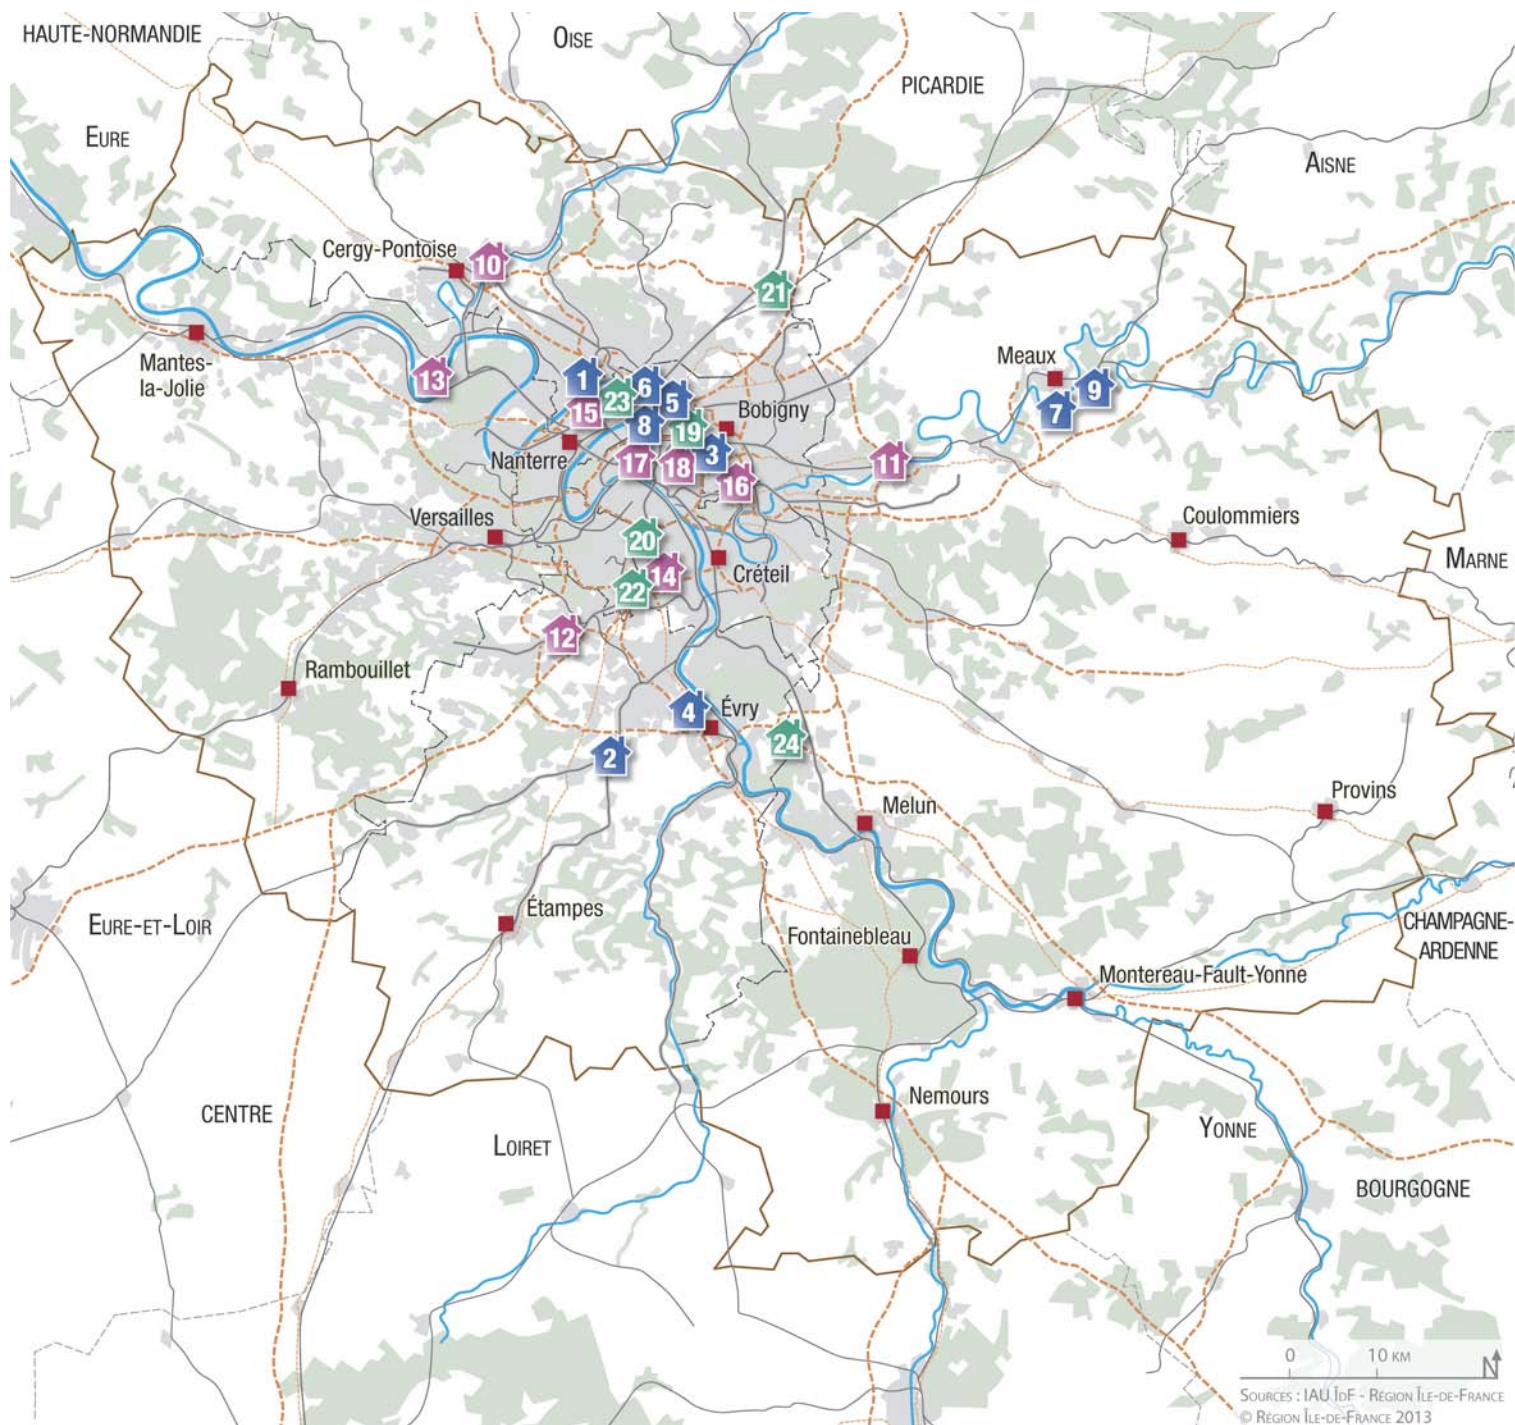 HAUTE-NORMANDIE
OISE
PICARDIE
EURE
AISNE
Cergy-Pontoise
10
21
Mantes-
la-Jolie
13
1
6
23
5
15
8
19
Bobigny
Meaux
9
7
Nanterre
17
18
3
16
11
Versailles
20
14
22
Créteil
Coulommiers
MARNE
12
Rambouillet
4
Évry
24
2
Provins
Melun
Étampes
EURE-ET-LOIR
Fontainebleau
CHAMPAGNE-
ARDENNE
Montereau-Fault-Yonne
CENTRE
Nemours
LOIRET
YONNE
BOURGOGNE
0 10 KM
N
SOURCES : IAU ÎDF - RÉGION ÎLE-DE-FRANCE
© RÉGION ÎLE-DE-FRANCE 2013